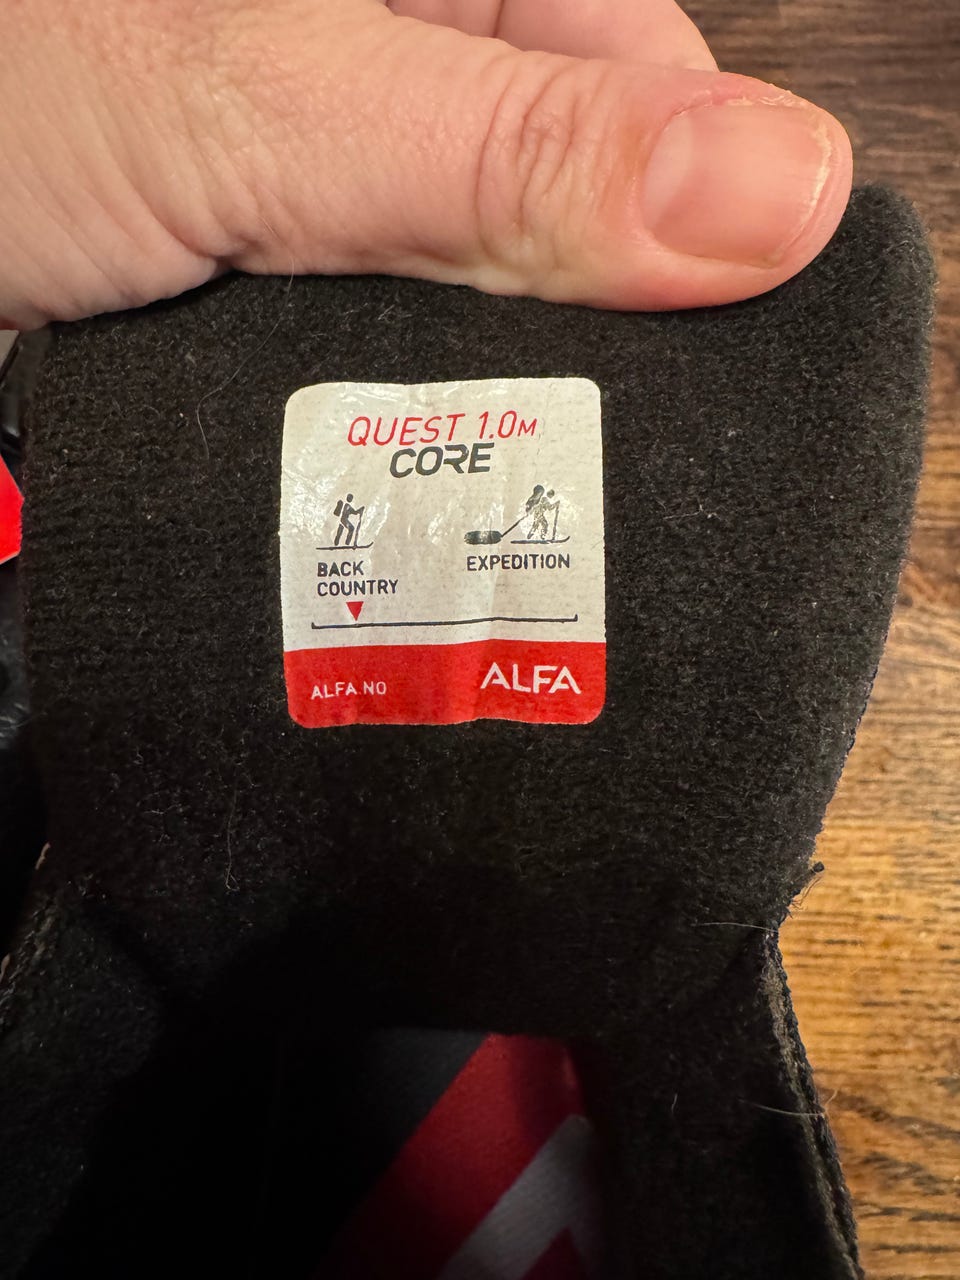 QUEST 1.0M
CORE
BACK
COUNTRY
EXPEDITION
ALFA.NO
ALFA